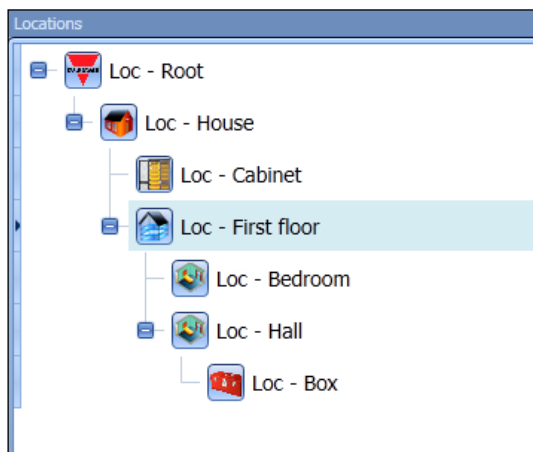 Locations
Loc - Root
Loc - House
Loc - Cabinet
Loc - First floor
Loc - Bedroom
Loc - Hall
Loc - Box